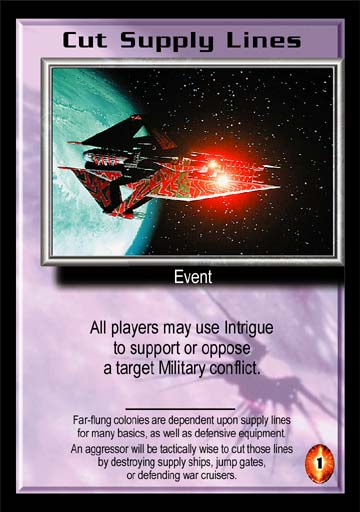 Cut Supply Lines
Event
All players may use Intrigue
to support or oppose
a target Military conflict.
Far-flung colonies are dependent upon supply lines
for many basics, as well as defensive equipment.
An aggressor will be tactically wise to cut those lines
by destroying supply ships, jump gates,
or defending war cruisers.
1